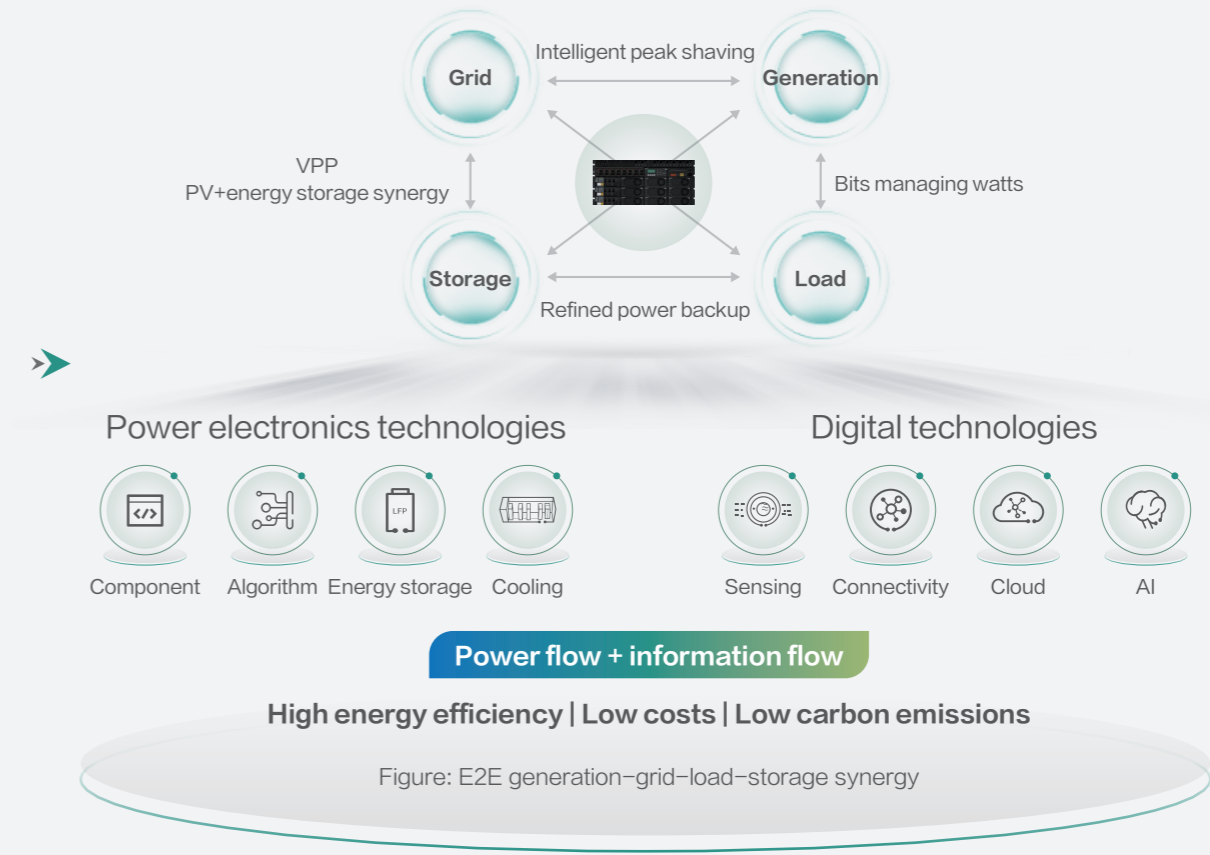 Intelligent peak shaving
Grid
Generation
VPP
PV+energy storage synergy
Bits managing watts
Storage
Load
Refined power backup
Power electronics technologies
Digital technologies
LFP
Component
Algorithm
Energy storage
Cooling
Sensing
Connectivity
Cloud
AI
Power flow + information flow
High energy efficiency | Low costs | Low carbon emissions
Figure: E2E generation–grid–load–storage synergy